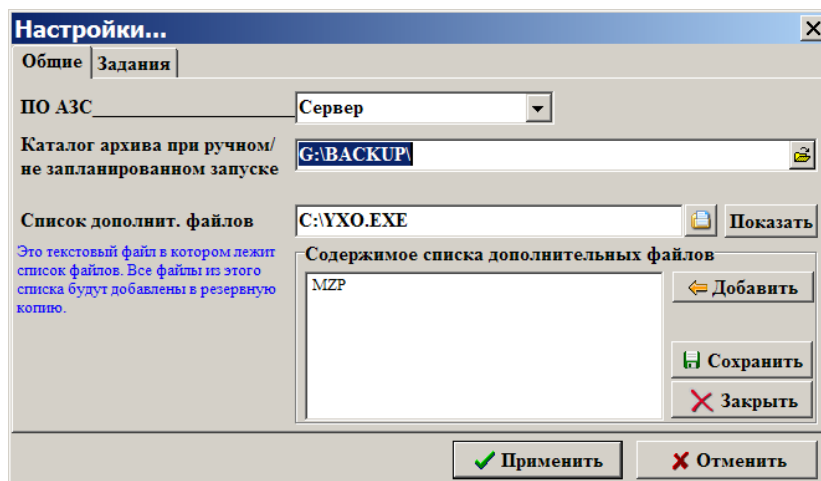 Настройки...
Общие
Задания
ПО АЗС Сервер
Каталог архива при ручном/
не запланированном запуске
G:\BACKUP\
Список дополнит. файлов
C:\YXO.EXE
Показать
Это текстовый файл в котором лежит
список файлов. Все файлы из этого
списка будут добавлены в резервную
копию.
Содержимое списка дополнительных файлов
MZP
Добавить
Сохранить
Закрыть
Применить
Отменить